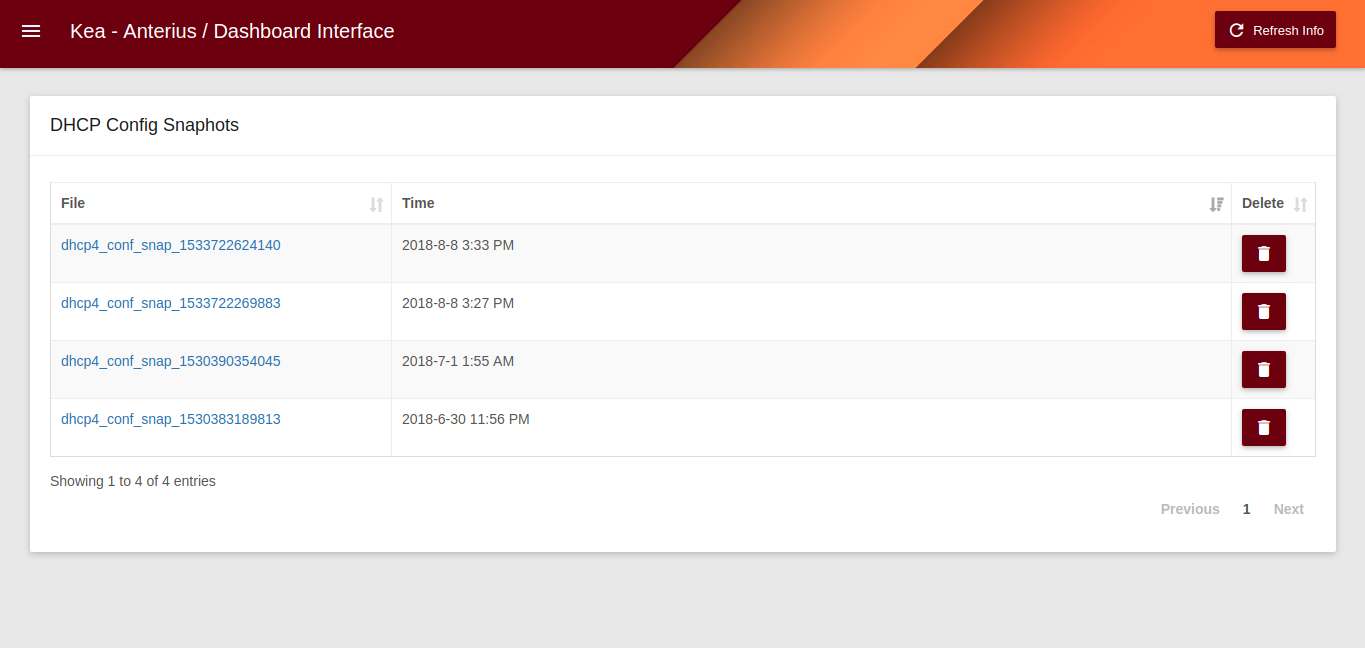 Kea - Anterius / Dashboard Interface
Refresh Info
DHCP Config Snaphots
File Time Delete
dhcp4_conf_snap_1533722624140 2018-8-8 3:33 PM
dhcp4_conf_snap_1533722269883 2018-8-8 3:27 PM
dhcp4_conf_snap_1530390354045 2018-7-1 1:55 AM
dhcp4_conf_snap_1530383189813 2018-6-30 11:56 PM
Showing 1 to 4 of 4 entries
Previous 1 Next